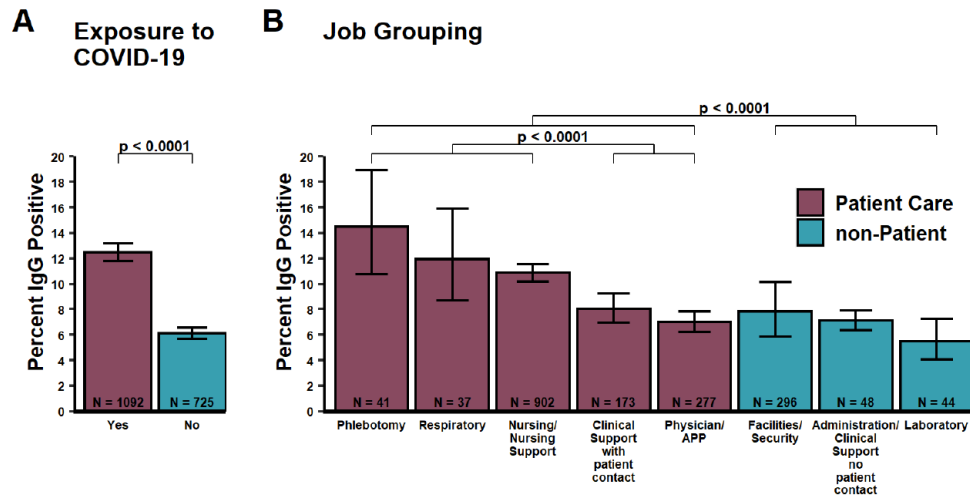 A
Exposure to
COVID-19
p < 0.0001
Percent IgG Positive
20
18
16
14
12
10
8
6
4
2
0
N = 1092
N = 725
Yes
No
B
Job Grouping
p < 0.0001
p < 0.0001
Percent IgG Positive
20
18
16
14
12
10
8
6
4
2
0
Patient Care
non-Patient
N = 41
N = 37
N = 902
N = 173
N = 277
N = 296
N = 48
N = 44
Phlebotomy
Respiratory
Nursing/
Nursing
Support
Clinical
Support
with
patient
contact
Physician/
APP
Facilities/
Security
Administration/
Clinical
Support
no
patient
contact
Laboratory